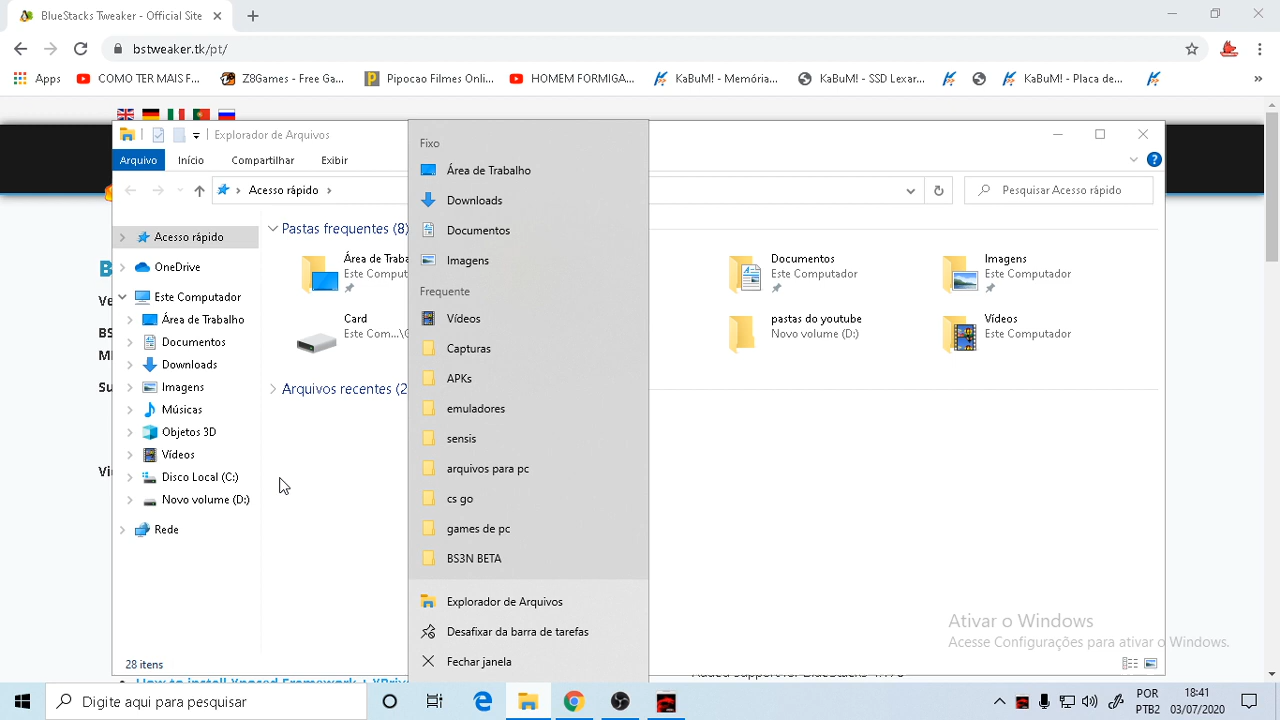 BlueStacks Tweaker - Official Site
bstweaker.tk/pt/
Apps
COMO TER MAIS F...
Z8Games - Free Ga...
Pipocao Filmes Onli...
HOMEM FORMIGA...
KaBuM! - Memória...
KaBuM! - SSD Lexar...
KaBuM! - Placa de...
Explorador de Arquivos
Arquivo
Início
Compartilhar
Exibir
Acesso rápido
Pesquisar Acesso rápido
Acesso rápido
OneDrive
Este Computador
Área de Trabalho
Documentos
Downloads
Imagens
Músicas
Objetos 3D
Vídeos
Disco Local (C:)
Novo volume (D:)
Rede
28 itens
Pastas frequentes (8)
Área de Traba
Este Comput
Card
Este Com...\C
Documentos
Este Computador
Imagens
Este Computador
pastas do youtube
Novo volume (D:)
Vídeos
Este Computador
Arquivos recentes (2
Fixo
Área de Trabalho
Downloads
Documentos
Imagens
Frequente
Vídeos
Capturas
APKs
emuladores
sensis
arquivos para pc
cs go
games de pc
BS3N BETA
Explorador de Arquivos
Desafixar da barra de tarefas
Fechar janela
Ativar o Windows
Acesse Configurações para ativar o Windows.
Digite aqui para pesquisar
POR
PTB2
18:41
03/07/2020